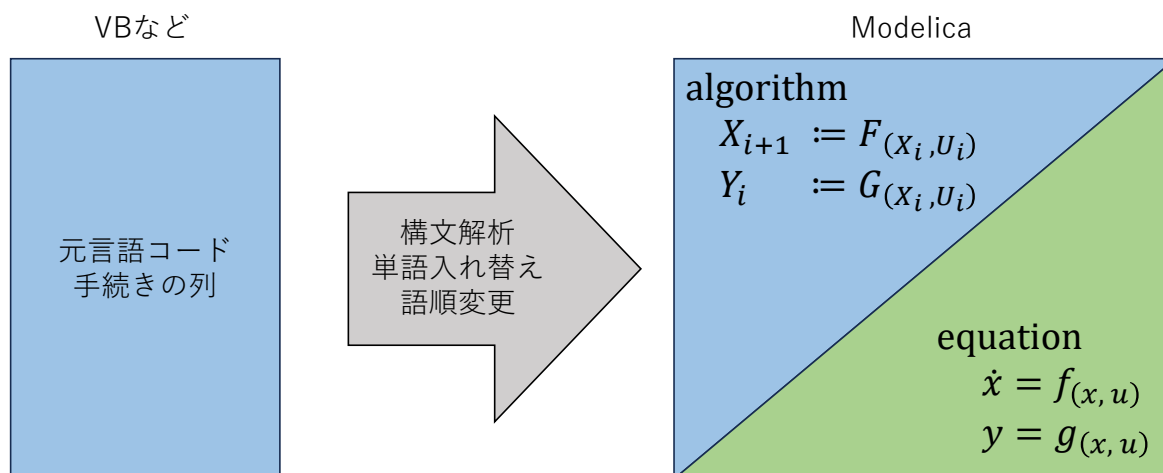 VBなど
元言語コード
手続きの列
構文解析
単語入れ替え
語順変更
Modelica
algorithm
X_{i+1} ≔ F_{(X_i,U_i)}
Y_i ≔ G_{(X_i,U_i)}
equation
ẋ = f_{(x, u)}
y = g_{(x, u)}